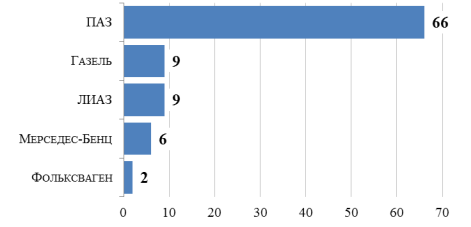 ПАЗ 66
Газель 9
ЛИАЗ 9
Мерседес-Бенц 6
Фольксваген 2
0 10 20 30 40 50 60 70